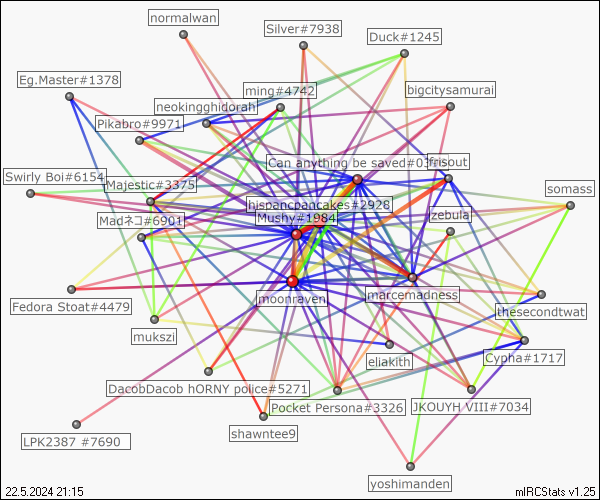 normalwan
Silver#7938
Duck#1245
Eg.Master#1378
ming#4742
bigcitysamurai
neokingghidorah
Pikabro#9971
Can anything be saved#03
frisout
Swirly Boi#6154
Majestic#3375
somass
hispancpancakes#2928
Madネコ#6901
Mushy#1984
zebula
moonraven
marcemadness
Fedora Stoat#4479
thesecondtwat
mukszi
eliakith
Cypha#1717
DacobDacob hORNY police#5271
Pocket Persona#3326
JKOUYH VIII#7034
shawntee9
LPK2387 #7690
yoshimanden
22.5.2024 21:15
mIRCStats v1.25